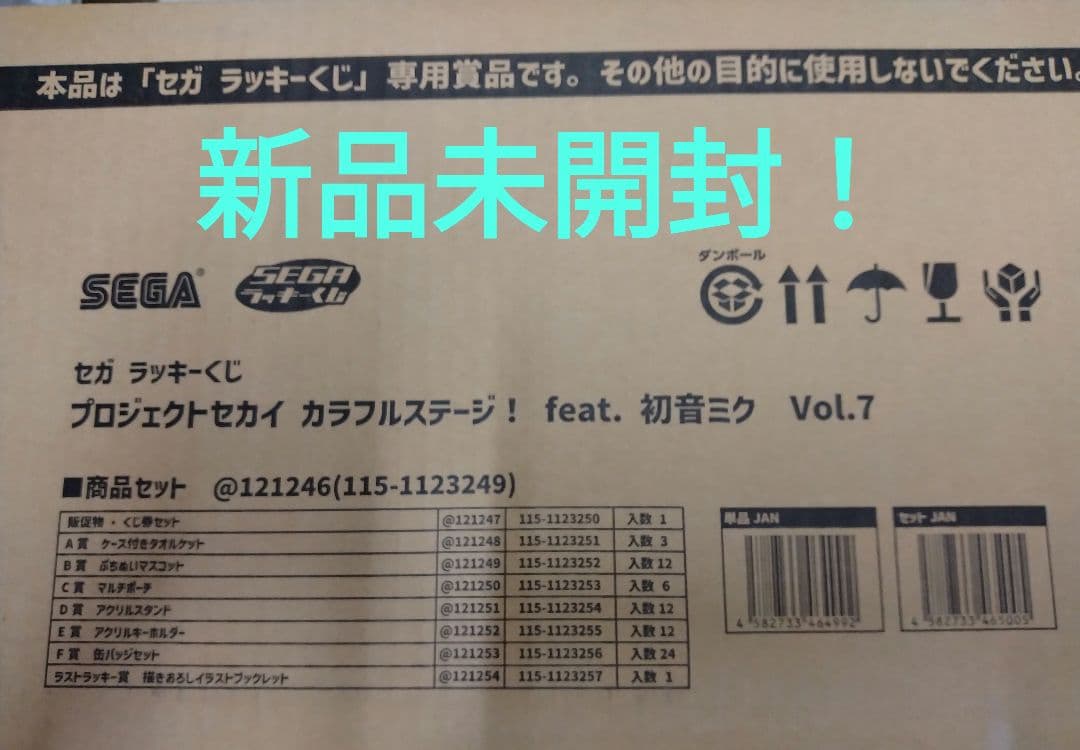 本品は「セガ ラッキーくじ」専用賞品です。その他の目的に使用しないでください。
新品未開封！
SEGA®
SEGA
ラッキーくじ
ダンボール
セガ ラッキーくじ
プロジェクトセカイ カラフルステージ！ feat. 初音ミク Vol.7
■商品セット @121246(115-1123249)
販促物・くじ券セット @121247 115-1123250 入数 1
A賞 ケース付きタオルケット @121248 115-1123251 入数 3
B賞 ぷちぬいマスコット @121249 115-1123252 入数 12
C賞 マルチポーチ @121250 115-1123253 入数 6
D賞 アクリルスタンド @121251 115-1123254 入数 12
E賞 アクリルキーホルダー @121252 115-1123255 入数 12
F賞 缶バッジセット @121253 115-1123256 入数 24
ラストラッキー賞 描きおろしイラストブックレット @121254 115-1123257 入数 1
単品 JAN
4 582733 464992
セット JAN
4 582733 465005